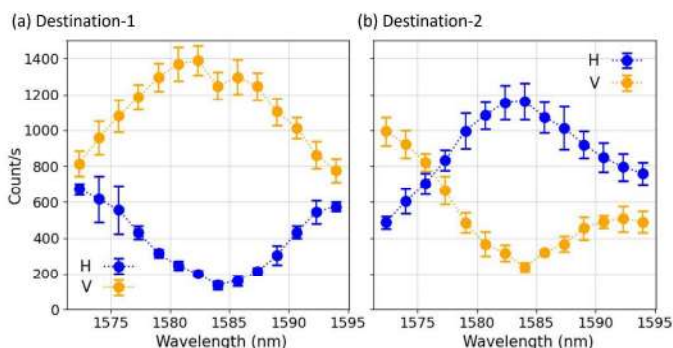 (a) Destination-1
(b) Destination-2
1400
1200
1000
800
600
400
200
0
Count/s
H
V
1575
1580
1585
1590
1595
Wavelength (nm)
H
V
1575
1580
1585
1590
1595
Wavelength (nm)